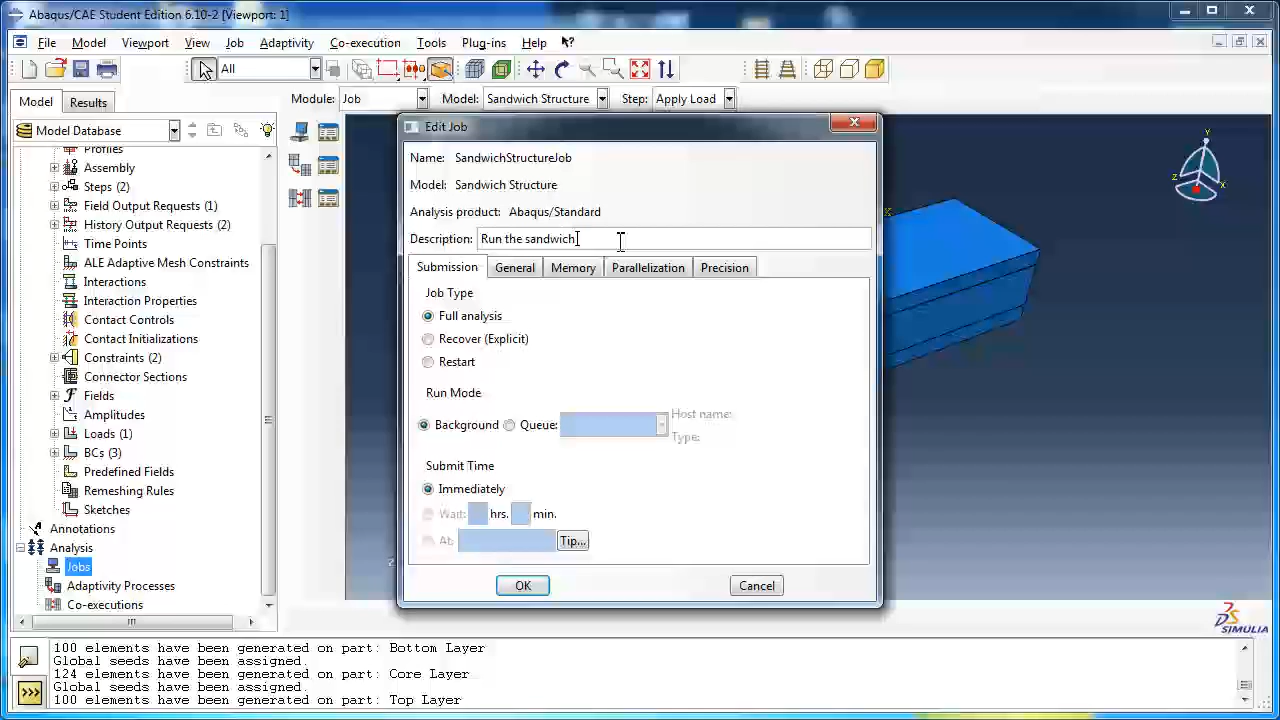 Abaqus/CAE Student Edition 6.10-2 [Viewport: 1]
File Model Viewport View Job Adaptivity Co-execution Tools Plug-ins Help
All
Model Results
Module: Job Model: Sandwich Structure Step: Apply Load
Model Database
Profiles
Assembly
Steps (2)
Field Output Requests (1)
History Output Requests (2)
Time Points
ALE Adaptive Mesh Constraints
Interactions
Interaction Properties
Contact Controls
Contact Initializations
Constraints (2)
Connector Sections
Fields
Amplitudes
Loads (1)
BCs (3)
Predefined Fields
Remeshing Rules
Sketches
Annotations
Analysis
Jobs
Adaptivity Processes
Co-executions
Edit Job
Name: SandwichStructureJob
Model: Sandwich Structure
Analysis product: Abaqus/Standard
Description: Run the sandwich
Submission General Memory Parallelization Precision
Job Type
Full analysis
Recover (Explicit)
Restart
Run Mode
Background Queue: Host name:
Type:
Submit Time
Immediately
Wait: hrs. min.
At: Tip...
OK Cancel
Y
Z X
SIMULIA
100 elements have been generated on part: Bottom Layer
Global seeds have been assigned.
124 elements have been generated on part: Core Layer
Global seeds have been assigned.
100 elements have been generated on part: Top Layer
>>>